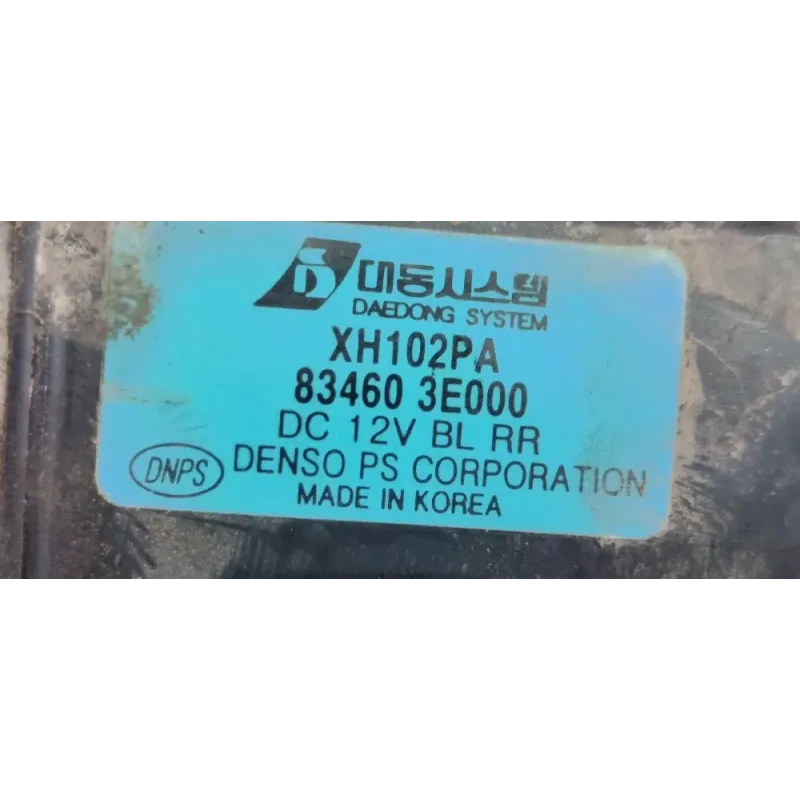 대동시스템
DAEDONG SYSTEM
XH102PA
83460 3E000
DC 12V BL RR
DNPS DENSO PS CORPORATION
MADE IN KOREA